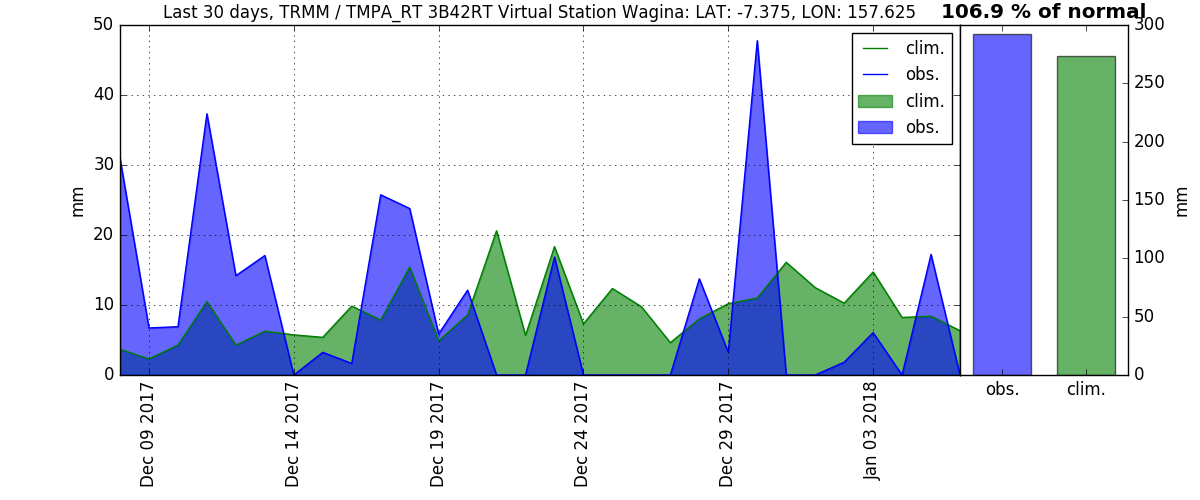 Last 30 days, TRMM / TMPA_RT 3B42RT Virtual Station Wagina: LAT: -7.375, LON: 157.625
106.9 % of normal
50
40
30
20
10
0
mm
clim.
obs.
clim.
obs.
Dec 09 2017
Dec 14 2017
Dec 19 2017
Dec 24 2017
Dec 29 2017
Jan 03 2018
300
250
200
150
100
50
0
mm
obs.
clim.